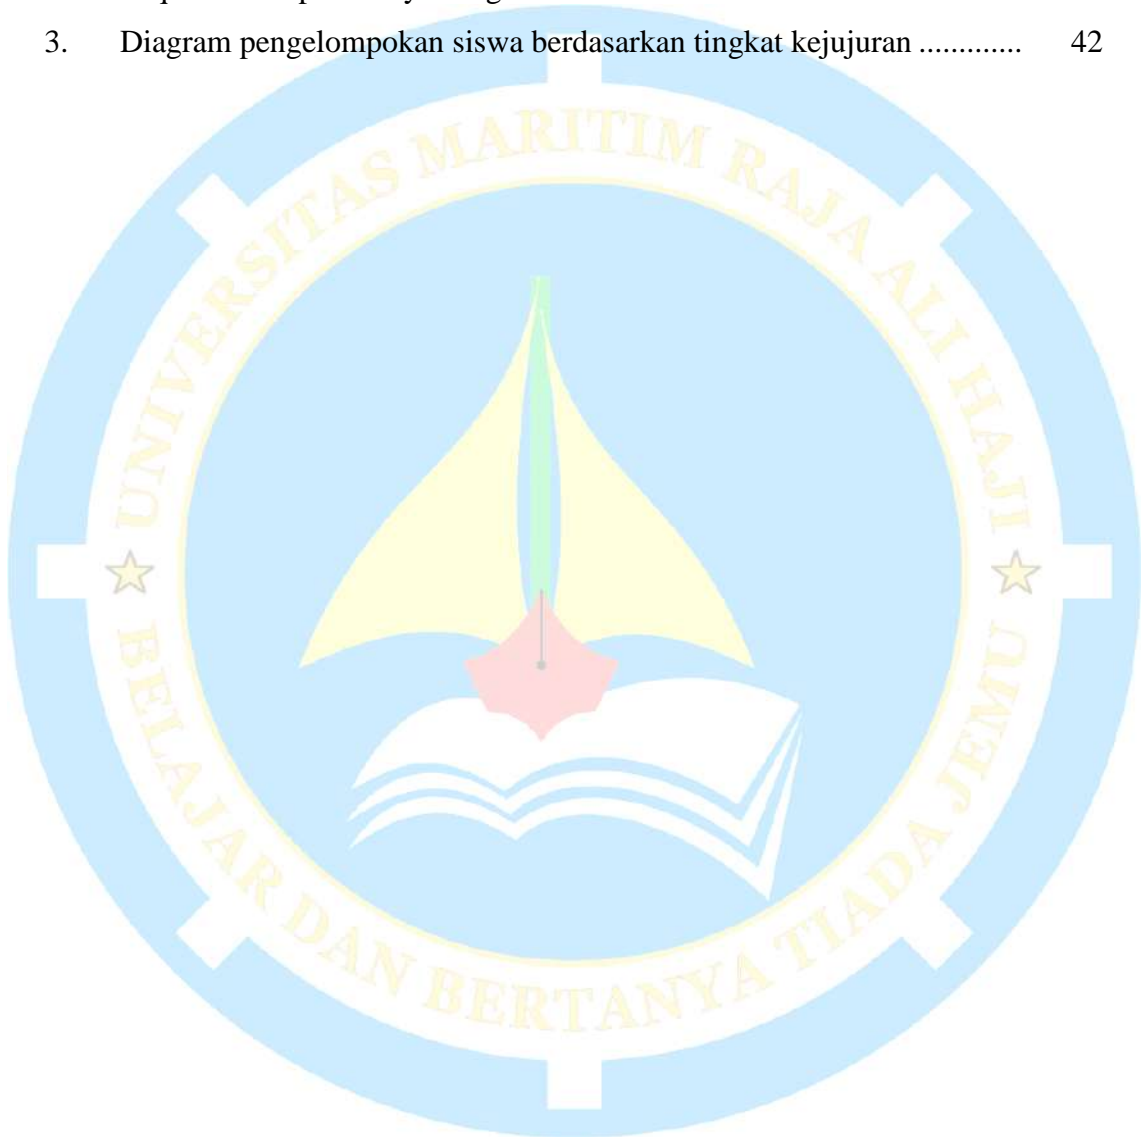 3. Diagram pengelompokan siswa berdasarkan tingkat kejujuran ............. 42
UNIVERSITAS MARITIM RAJA ALI HAJI
BELAJAR DAN BERTANYA TIADA JEMU